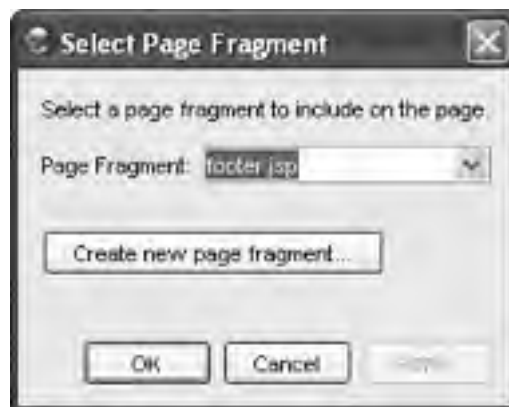 Select Page Fragment
Select a page fragment to include on the page
Page Fragment: footer.jsp
Create new page fragment...
OK Cancel